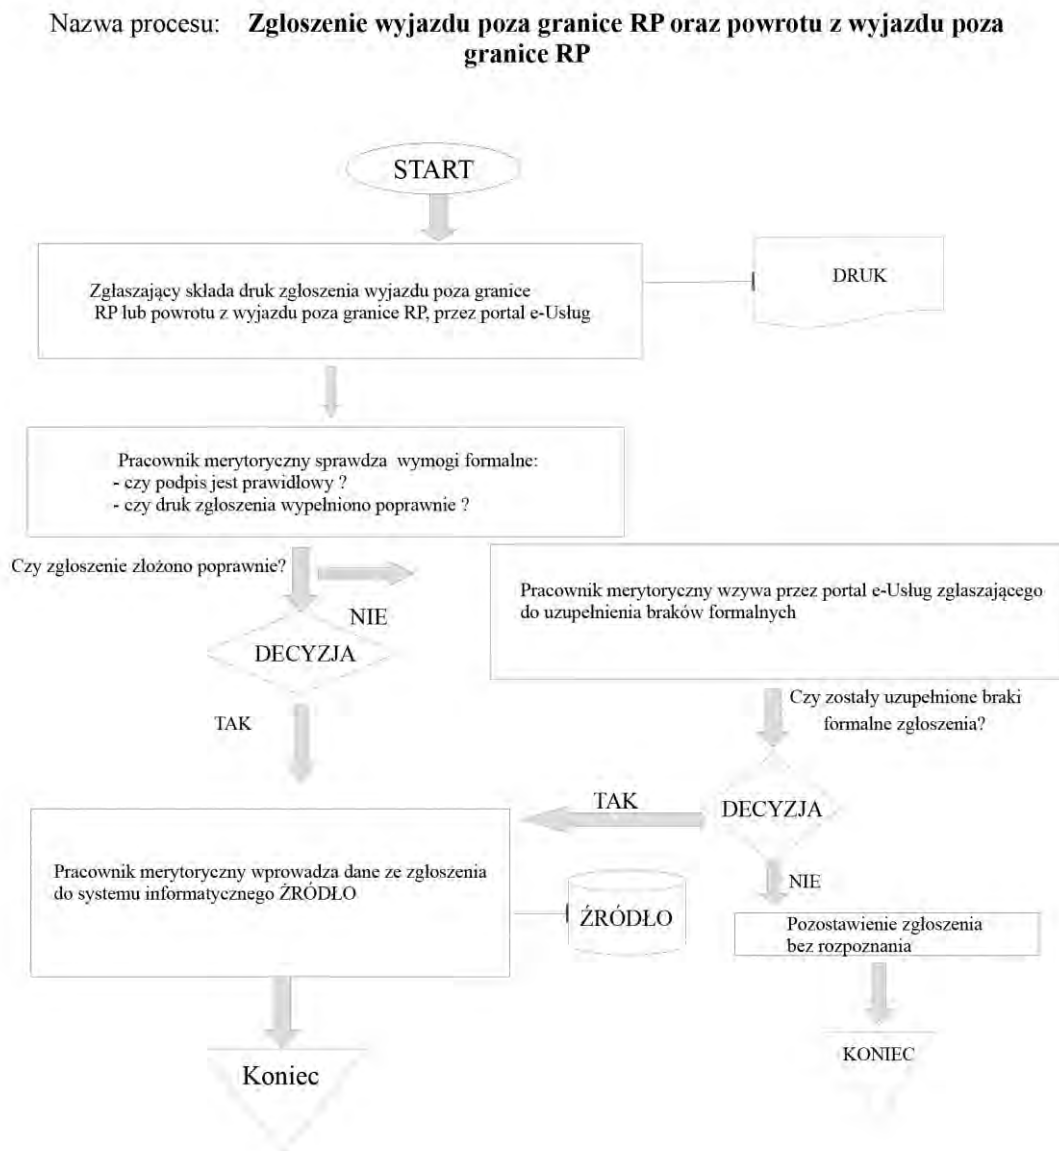 Nazwa procesu: Zgłoszenie wyjazdu poza granice RP oraz powrotu z wyjazdu poza
granice RP
START
Zgłaszający składa druk zgłoszenia wyjazdu poza granice
RP lub powrotu z wyjazdu poza granice RP, przez portal e-Usług
DRUK
Pracownik merytoryczny sprawdza wymogi formalne:
- czy podpis jest prawidłowy ?
- czy druk zgłoszenia wypełniono poprawnie ?
Czy zgłoszenie złożono poprawnie?
NIE
DECYZJA
TAK
Pracownik merytoryczny wzywa przez portal e-Usług zgłaszającego
do uzupełnienia braków formalnych
Czy zostały uzupełnione braki
formalne zgłoszenia?
DECYZJA
TAK
NIE
Pracownik merytoryczny wprowadza dane ze zgłoszenia
do systemu informatycznego ŹRÓDŁO
ŹRÓDŁO
Pozostawienie zgłoszenia
bez rozpoznania
Koniec
KONIEC